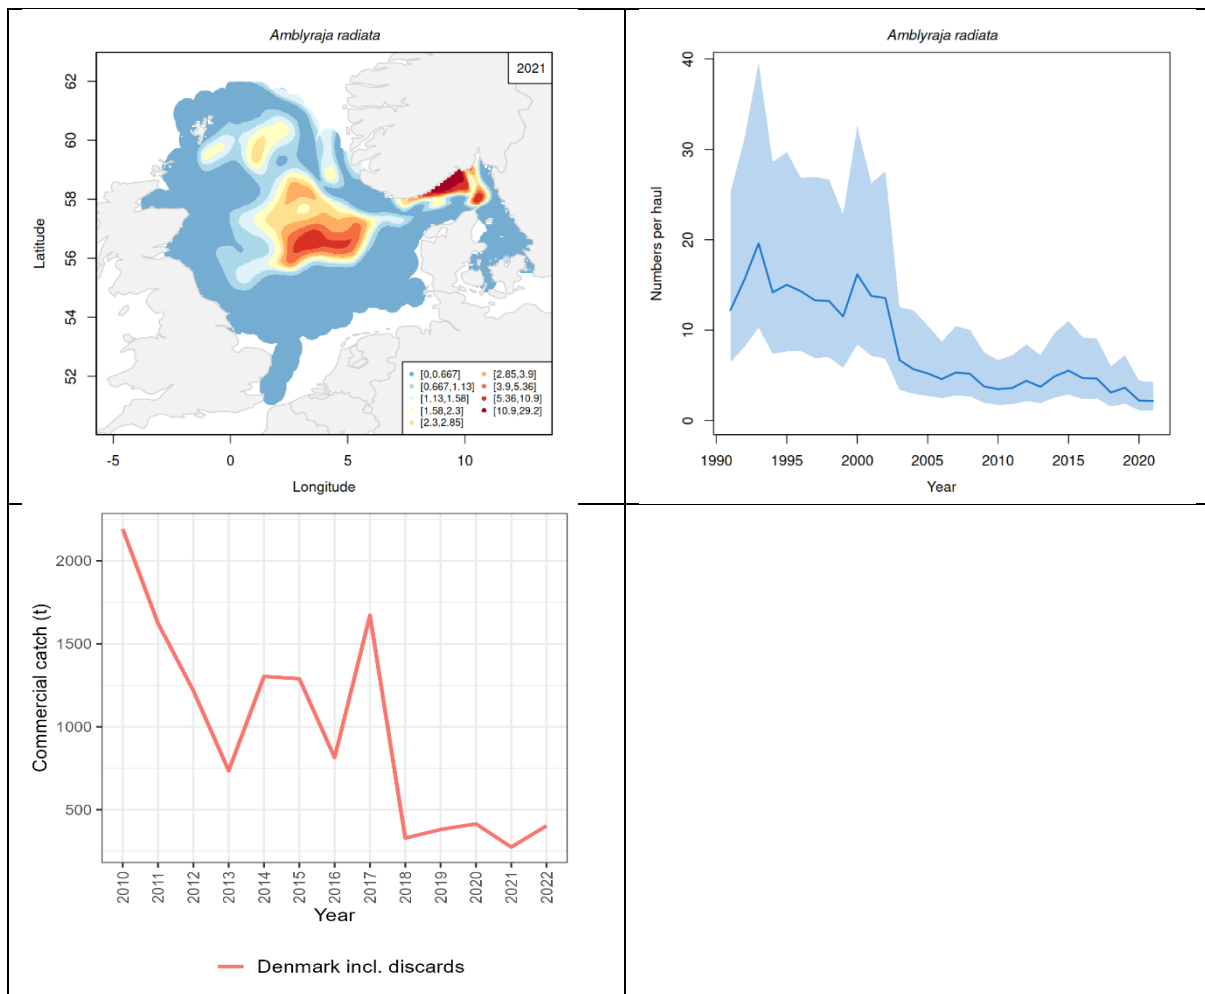 Amblyraja radiata
2021
Latitude
62
60
58
56
54
52
[0,0.667]
[0.667,1.13]
[1.13,1.58]
[1.58,2.3]
[2.3,2.85]
[2.85,3.9]
[3.9,5.36]
[5.36,10.9]
[10.9,29.2]
-5 0 5 10
Longitude
Amblyraja radiata
Numbers per haul
40
30
20
10
0
1990 1995 2000 2005 2010 2015 2020
Year
Commercial catch (t)
2000
1500
1000
500
2010 2011 2012 2013 2014 2015 2016 2017 2018 2019 2020 2021 2022
Year
Denmark incl. discards